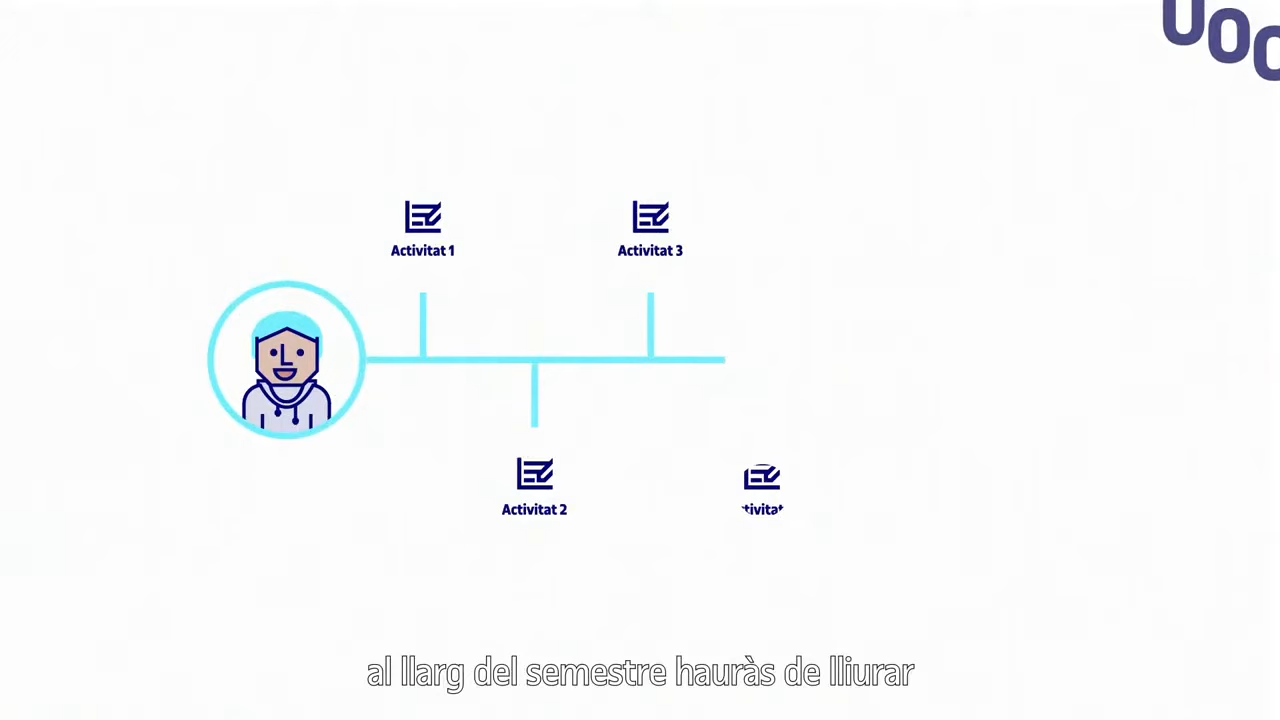 UOC
Activitat 1
Activitat 3
Activitat 2
al llarg del semestre hauràs de lliurar